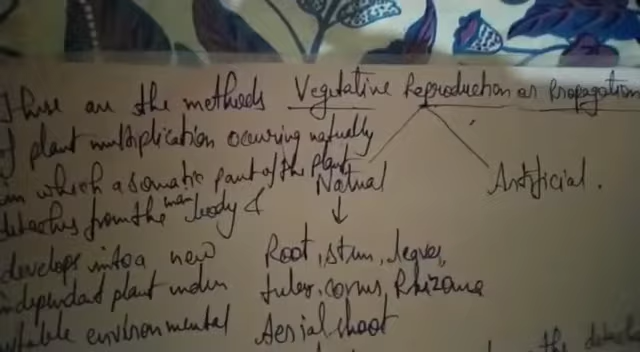 Vegetative Reproduction or Propagation
These are the methods
of plant multiplication occuring naturally
in which a somatic part of the plant
detaches from the main body &
develops into a new
independent plant under
suitable environmental
Natural
Artificial.
Root, stem, leaves,
tuber, corms, Rhizome
Aerial shoot